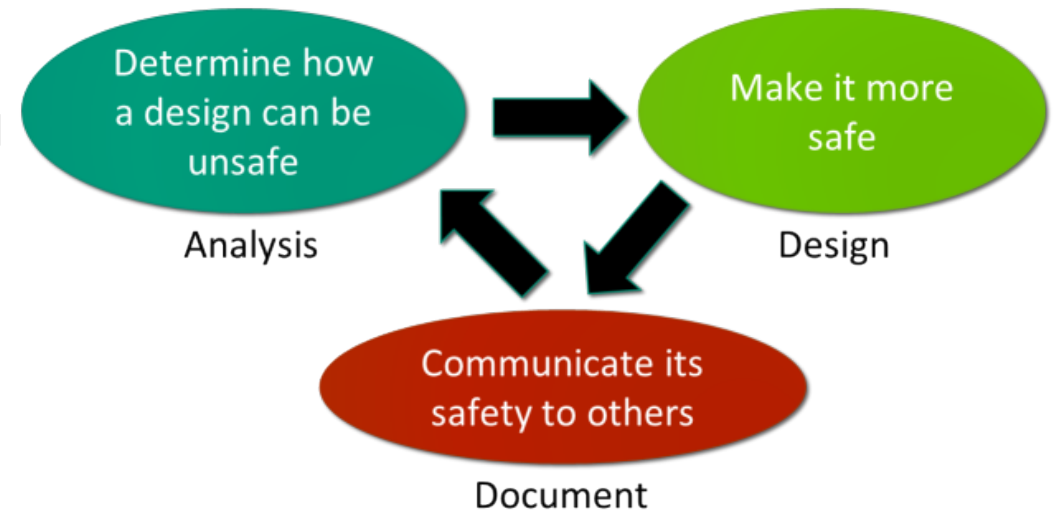 Determine how
a design can be
unsafe
Analysis
Make it more
safe
Design
Communicate its
safety to others
Document